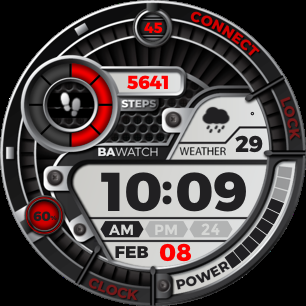 45
CONNECT
5641
STEPS
LOCK
BAWATCH
WEATHER
29
10:09
AM PM 24
FEB 08
60%
POWER
CLOCK